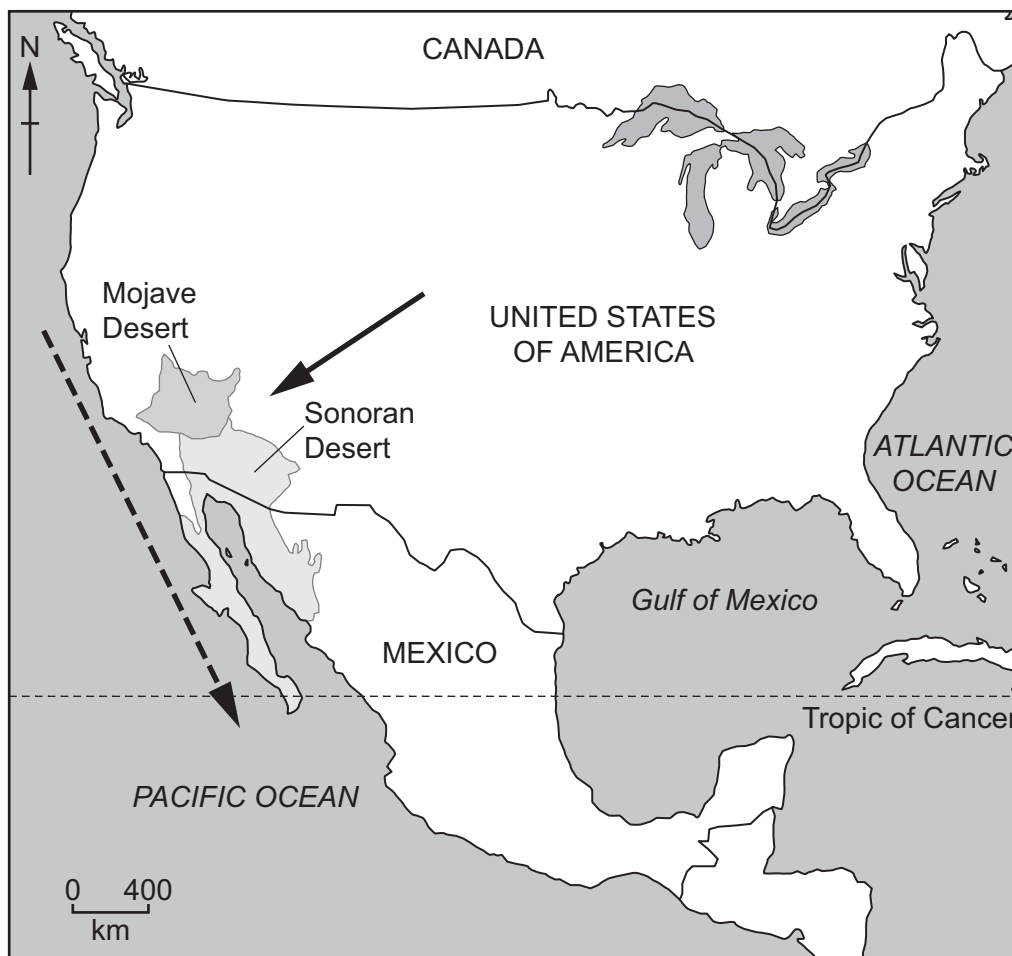 CANADA
N
Mojave
Desert
UNITED STATES
OF AMERICA
Sonoran
Desert
ATLANTIC
OCEAN
Gulf of Mexico
MEXICO
Tropic of Cancer
PACIFIC OCEAN
0 400
km